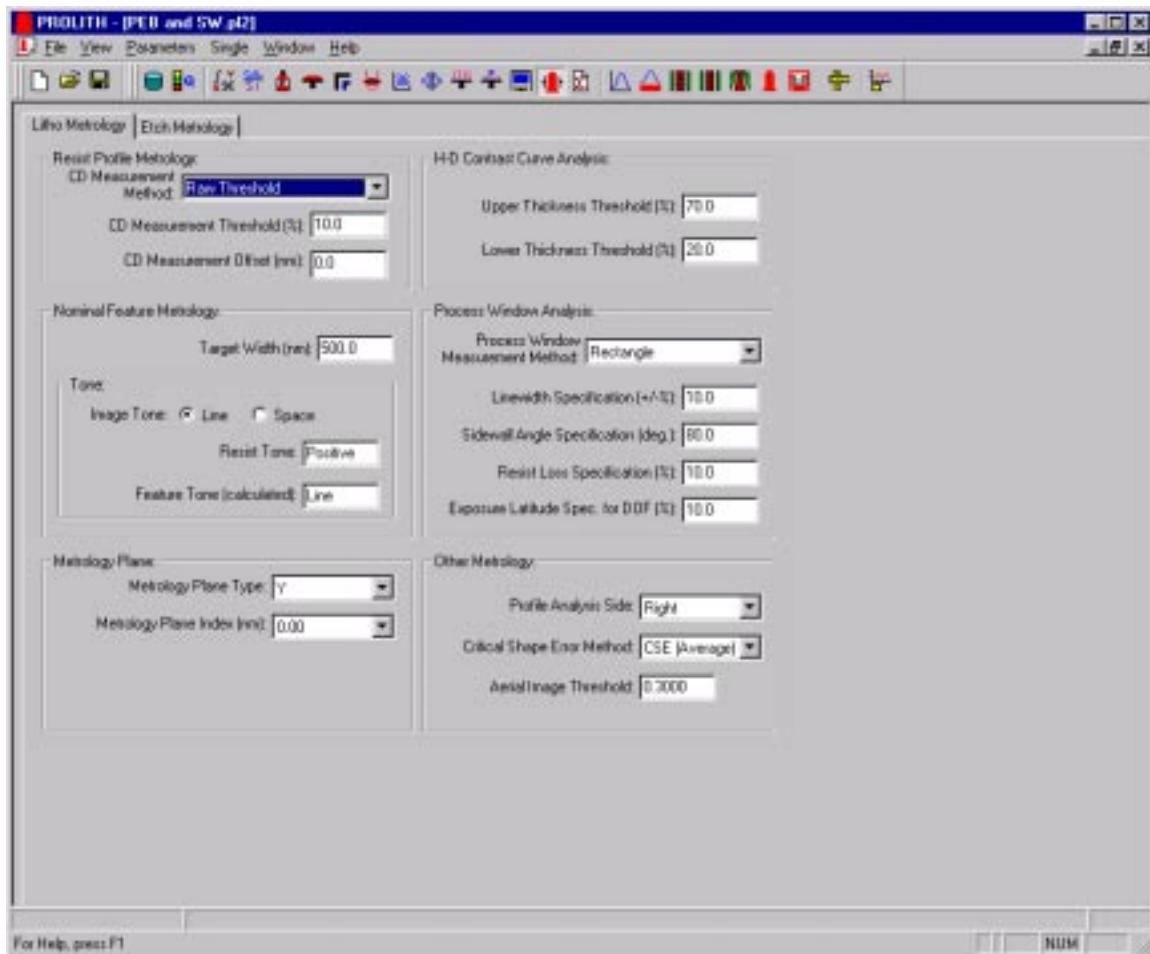 PROLITH - [PEB and SW.pl2]
File View Parameters Single Window Help
Litho Metrology Etch Metrology
Resist Profile Metrology:
CD Measurement Method: Raw Threshold
CD Measurement Threshold (%): 10.0
CD Measurement Offset (nm): 0.0
H-D Contrast Curve Analysis:
Upper Thickness Threshold (%): 70.0
Lower Thickness Threshold (%): 20.0
Nominal Feature Metrology:
Target Width (nm): 500.0
Tone:
Image Tone: Line Space
Resist Tone: Positive
Feature Tone (calculated): Line
Process Window Analysis:
Process Window Measurement Method: Rectangle
Linewidth Specification (+/-%): 10.0
Sidewall Angle Specification (deg.): 80.0
Resist Loss Specification (%): 10.0
Exposure Latitude Spec. for DOF (%): 10.0
Metrology Plane:
Metrology Plane Type: Y
Metrology Plane Index (nm): 0.00
Other Metrology:
Profile Analysis Side: Right
Critical Shape Error Method: CSE (Average)
Aerial Image Threshold: 0.3000
For Help, press F1
NUM